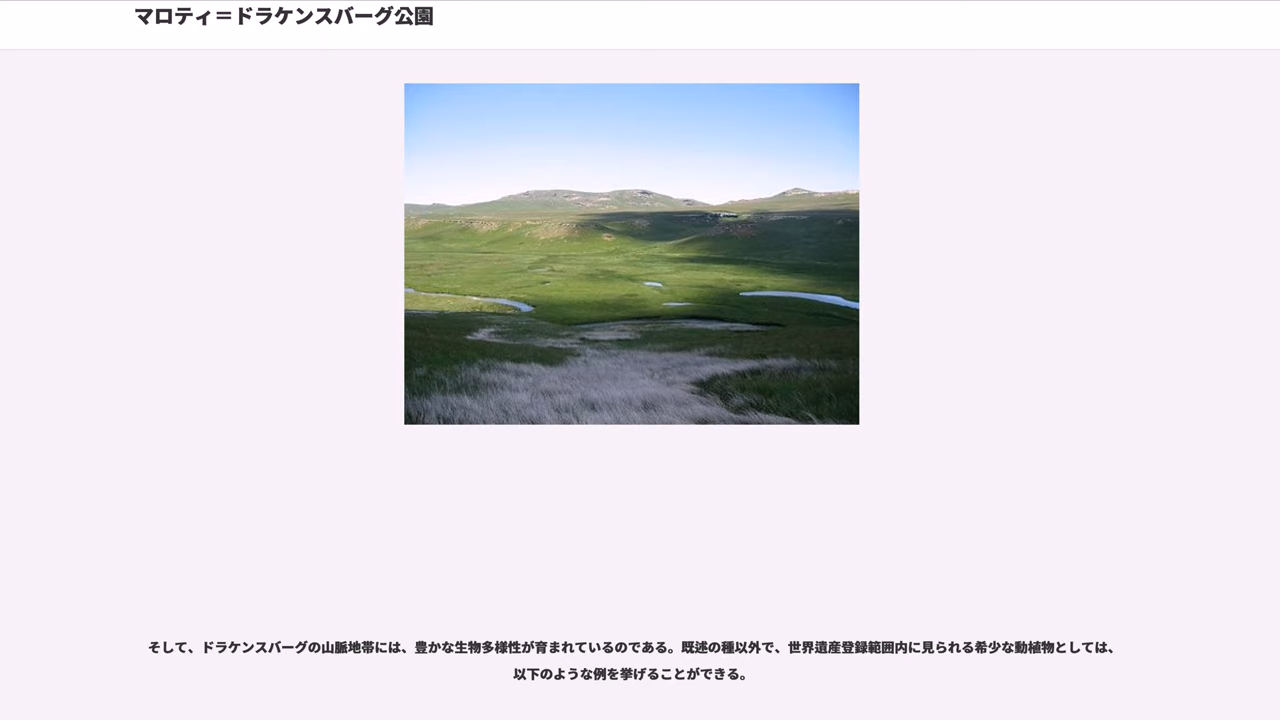 マロティ＝ドラケンスバーグ公園
そして、ドラケンスバーグの山脈地帯には、豊かな生物多様性が育まれているのである。既述の種以外で、世界遺産登録範囲内に見られる希少な動植物としては、
以下のような例を挙げることができる。